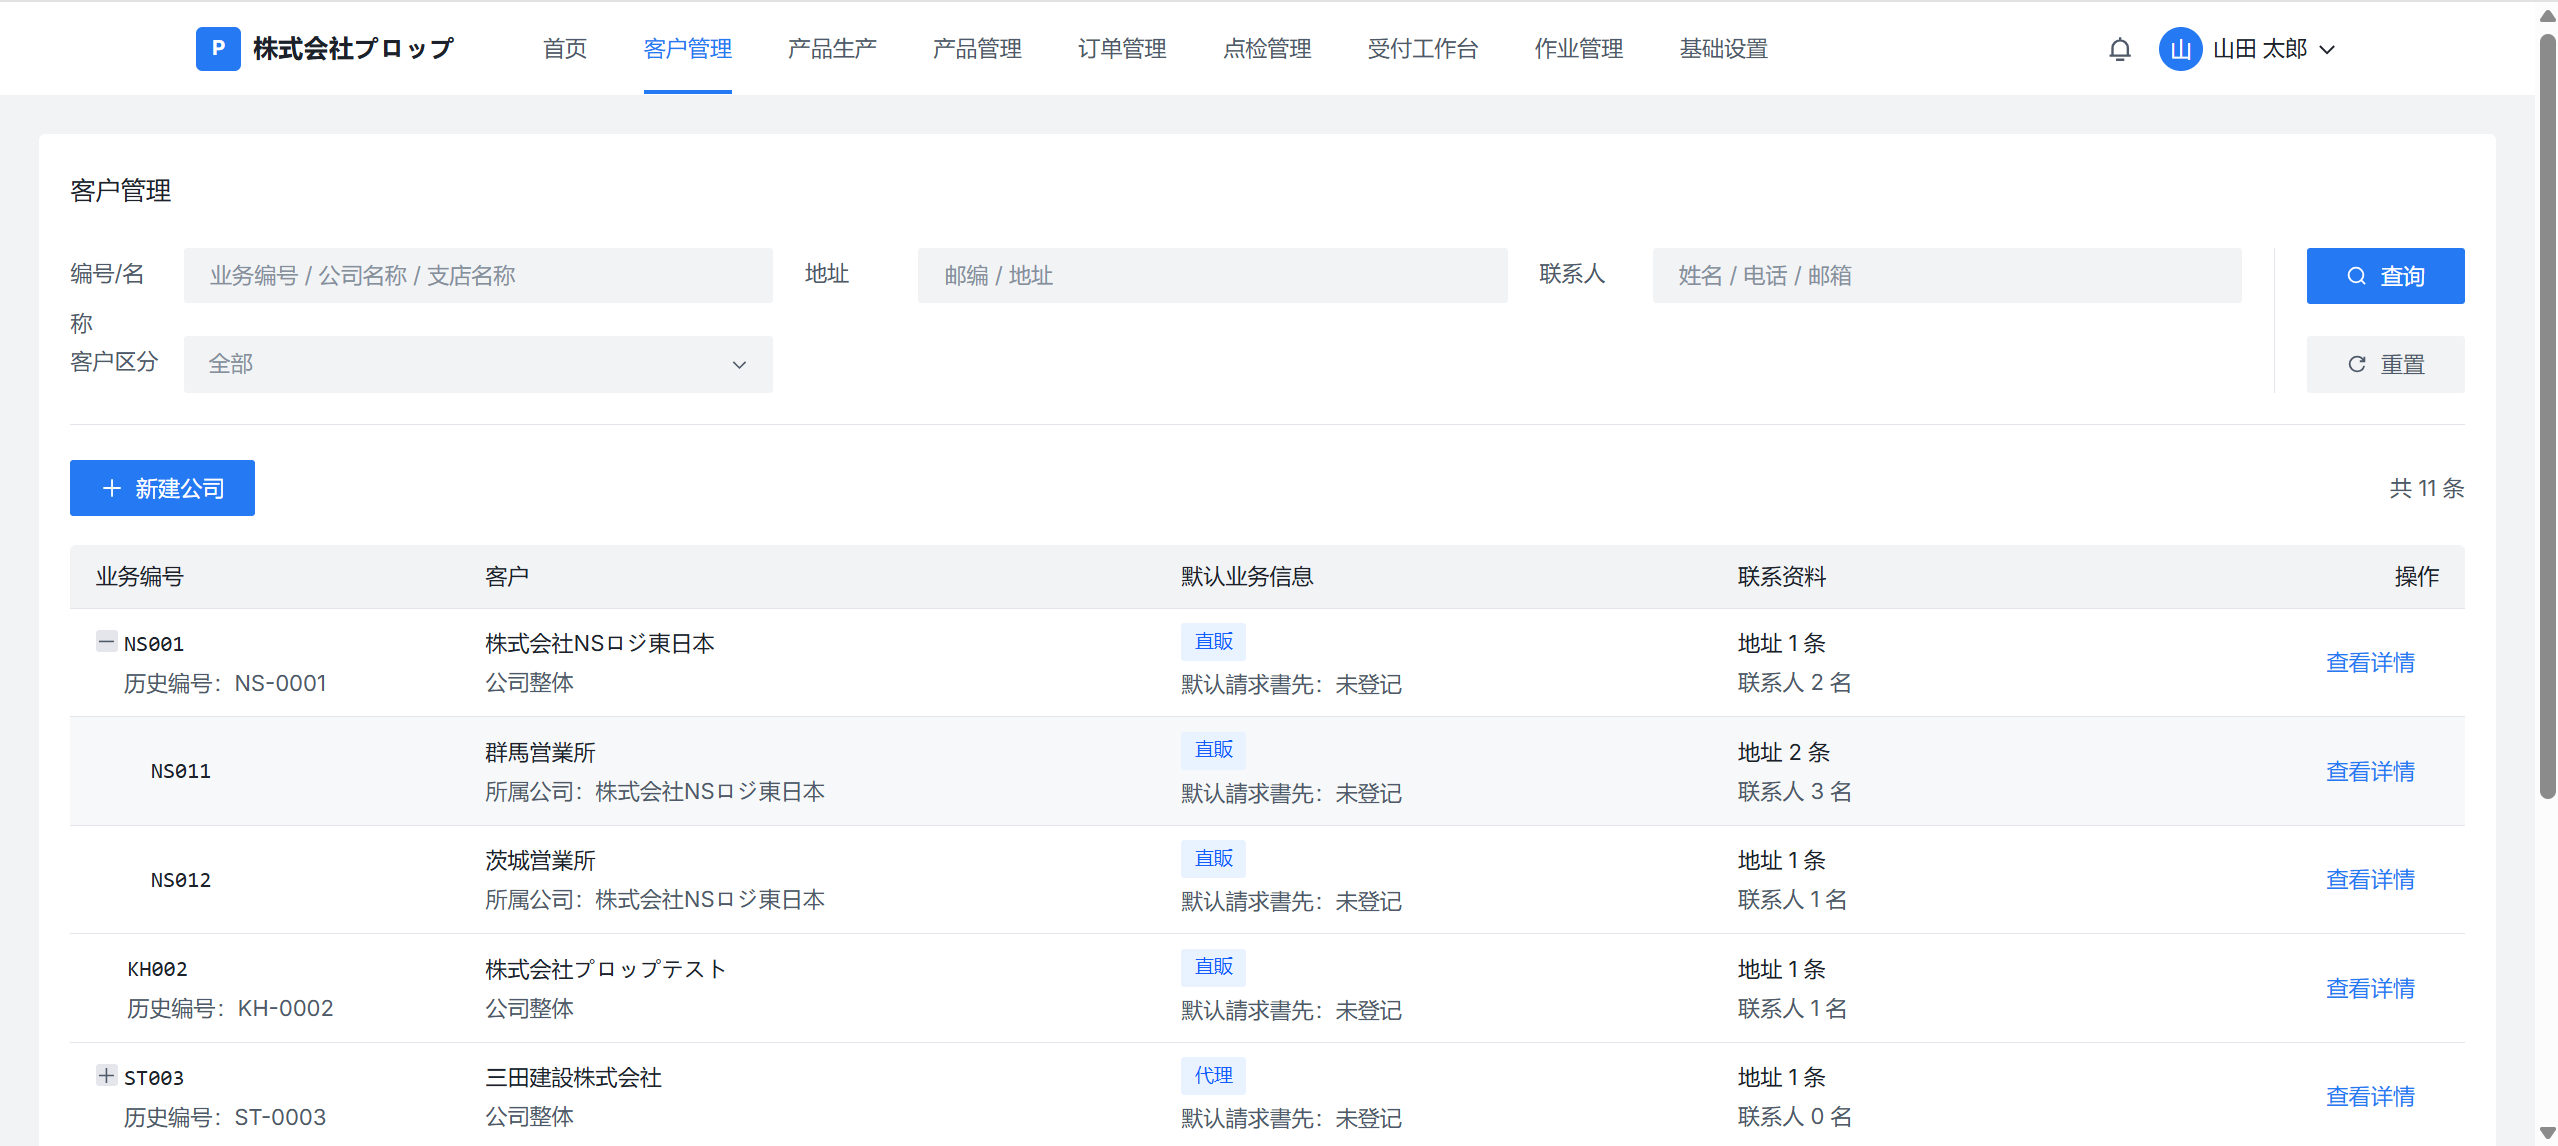 P 株式会社プロップ 首页 客户管理 产品生产 产品管理 订单管理 点检管理 受付工作台 作业管理 基础设置 山 山田 太郎
客户管理
编号/名称 业务编号 / 公司名称 / 支店名称 地址 邮编 / 地址 联系人 姓名 / 电话 / 邮箱 查询
客户区分 全部 重置
新建公司 共 11 条
业务编号 客户 默认业务信息 联系资料 操作
NS001 株式会社NSロジ東日本 直販 地址 1 条 查看详情
历史编号：NS-0001 公司整体 默认請求書先：未登记 联系人 2 名
NS011 群馬営業所 直販 地址 2 条 查看详情
所属公司：株式会社NSロジ東日本 默认請求書先：未登记 联系人 3 名
NS012 茨城営業所 直販 地址 1 条 查看详情
所属公司：株式会社NSロジ東日本 默认請求書先：未登记 联系人 1 名
KH002 株式会社プロップテスト 直販 地址 1 条 查看详情
历史编号：KH-0002 公司整体 默认請求書先：未登记 联系人 1 名
ST003 三田建設株式会社 代理 地址 1 条 查看详情
历史编号：ST-0003 公司整体 默认請求書先：未登记 联系人 0 名